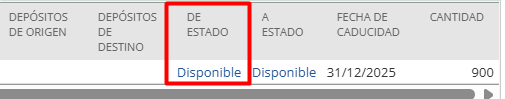 DEPÓSITOS DE ORIGEN DEPÓSITOS DE DESTINO DE ESTADO A ESTADO FECHA DE CADUCIDAD CANTIDAD
Disponible Disponible 31/12/2025 900